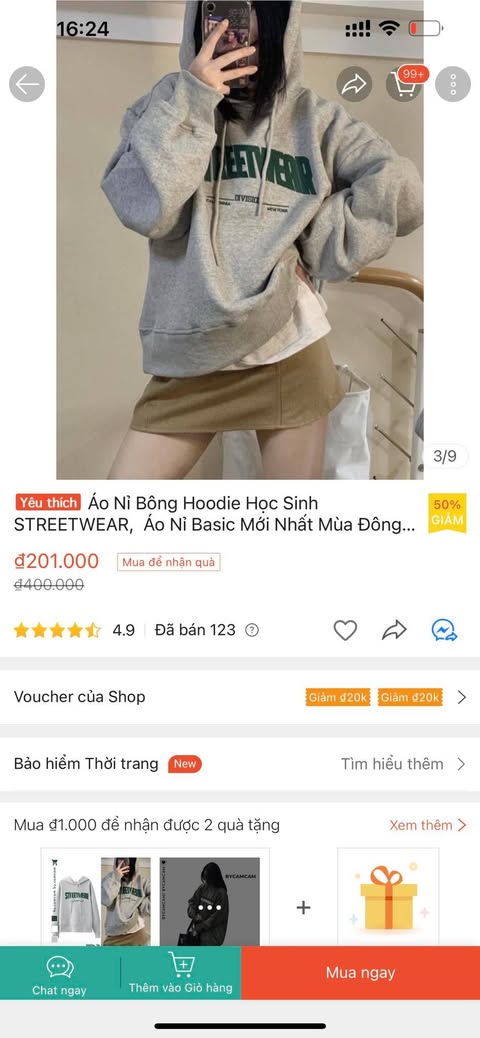 16:24
99+
STREETWEAR
DIVISION
NEW YORK
3/9
Yêu thích Áo Nỉ Bông Hoodie Học Sinh
STREETWEAR, Áo Nỉ Basic Mới Nhất Mùa Đông...
50%
GIẢM
₫201.000 Mua để nhận quà
₫400.000
4.9 Đã bán 123
Voucher của Shop Giảm ₫20k Giảm ₫20k
Bảo hiểm Thời trang New Tìm hiểu thêm
Mua ₫1.000 để nhận được 2 quà tặng Xem thêm
STREETWEAR
BYCAMCAM
+
Chat ngay
Thêm vào Giỏ hàng
Mua ngay